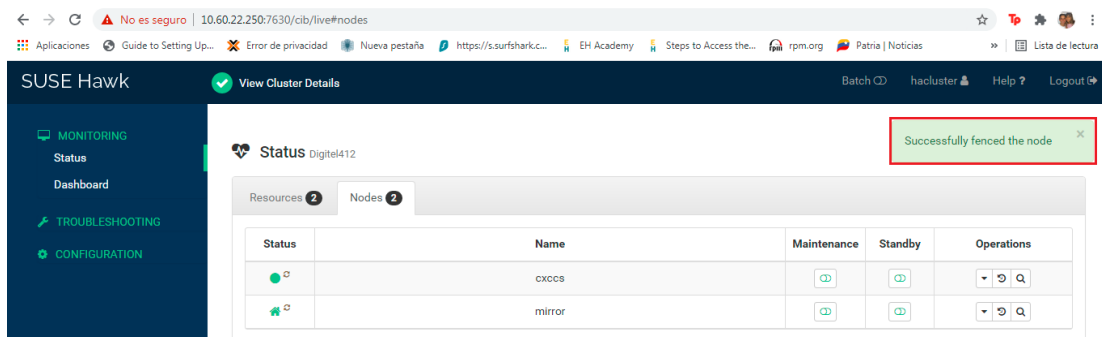 No es seguro | 10.60.22.250:7630/cib/live#nodes
Aplicaciones Guide to Setting Up... Error de privacidad Nueva pestaña https://s.surfshark.c... EH Academy Steps to Access the... rpm.org Patria | Noticias » Lista de lectura
SUSE Hawk View Cluster Details Batch hacluster Help ? Logout
MONITORING
Status
Dashboard
TROUBLESHOOTING
CONFIGURATION
Successfully fenced the node ×
Status Digitel412
Resources 2 Nodes 2
Status Name Maintenance Standby Operations
cxccs
mirror